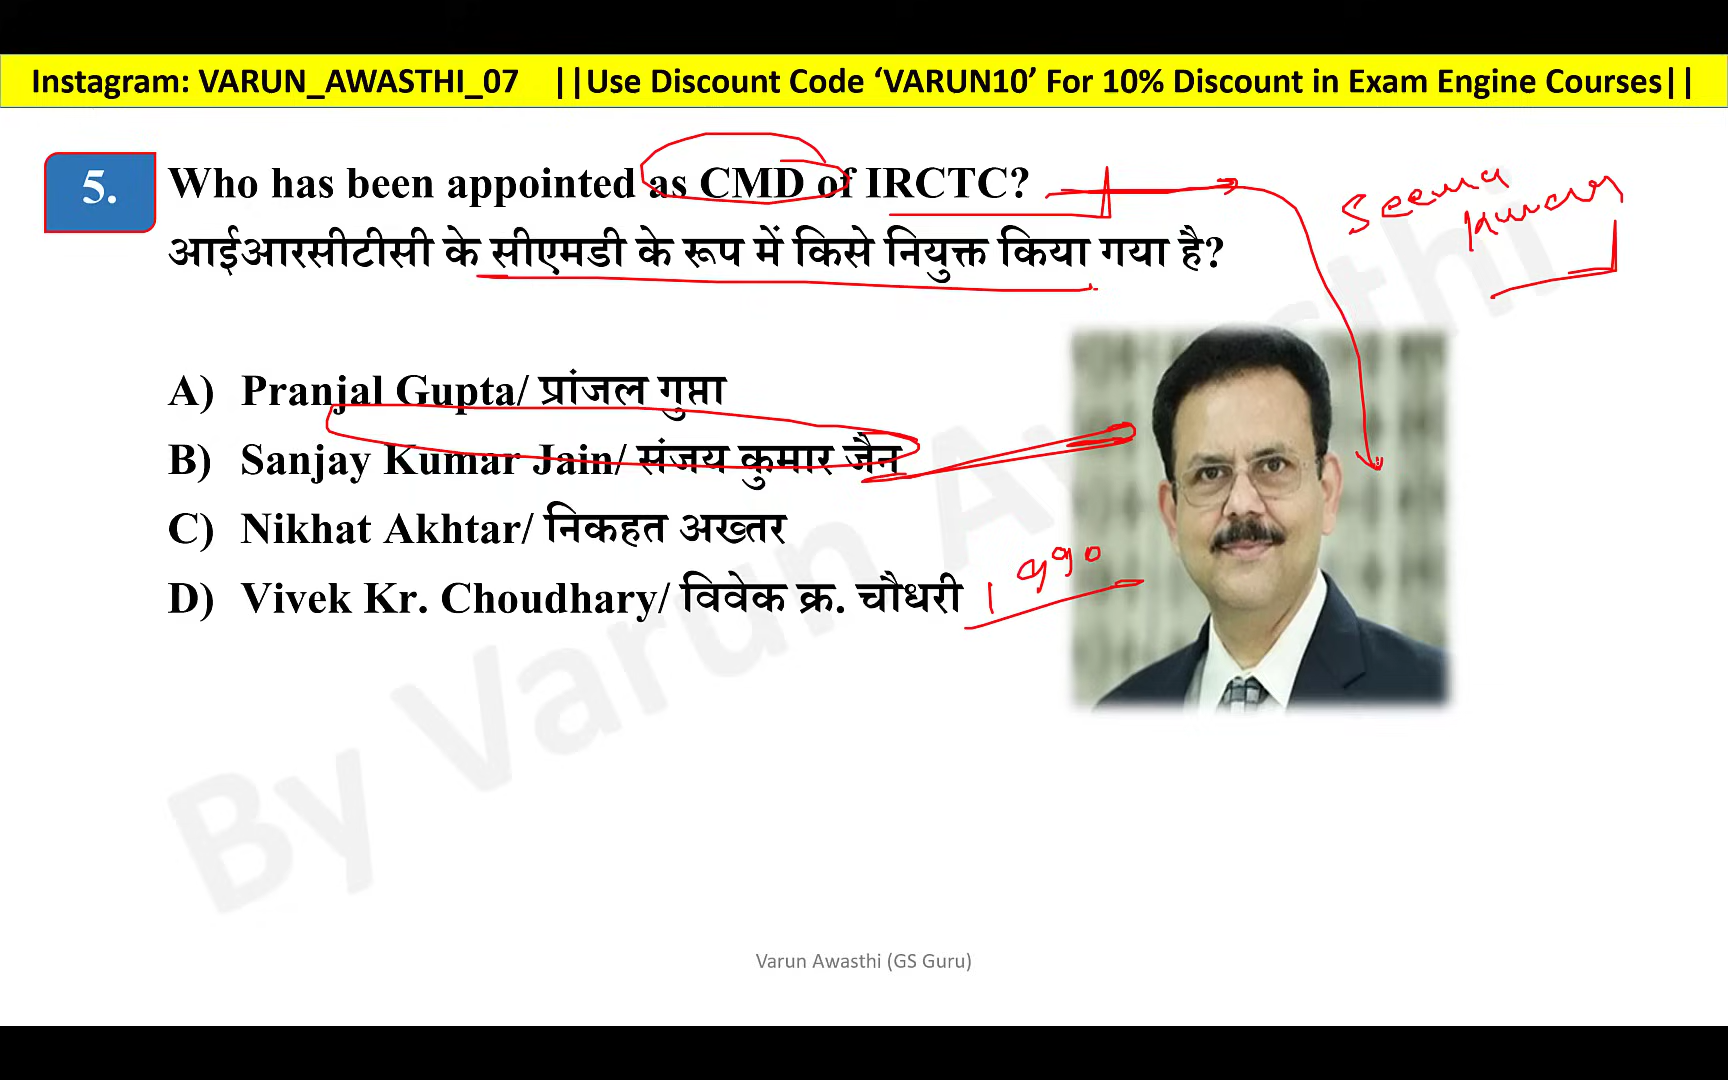 Instagram: VARUN_AWASTHI_07 ||Use Discount Code ‘VARUN10’ For 10% Discount in Exam Engine Courses||
5. Who has been appointed as CMD of IRCTC?
Seema
Kumar
आईआरसीटीसी के सीएमडी के रूप में किसे नियुक्त किया गया है?
A) Pranjal Gupta/ प्रांजल गुप्ता
B) Sanjay Kumar Jain/ संजय कुमार जैन
C) Nikhat Akhtar/ निकहत अख्तर
D) Vivek Kr. Choudhary/ विवेक क्र. चौधरी
1990
By Varun Awasthi
Varun Awasthi (GS Guru)